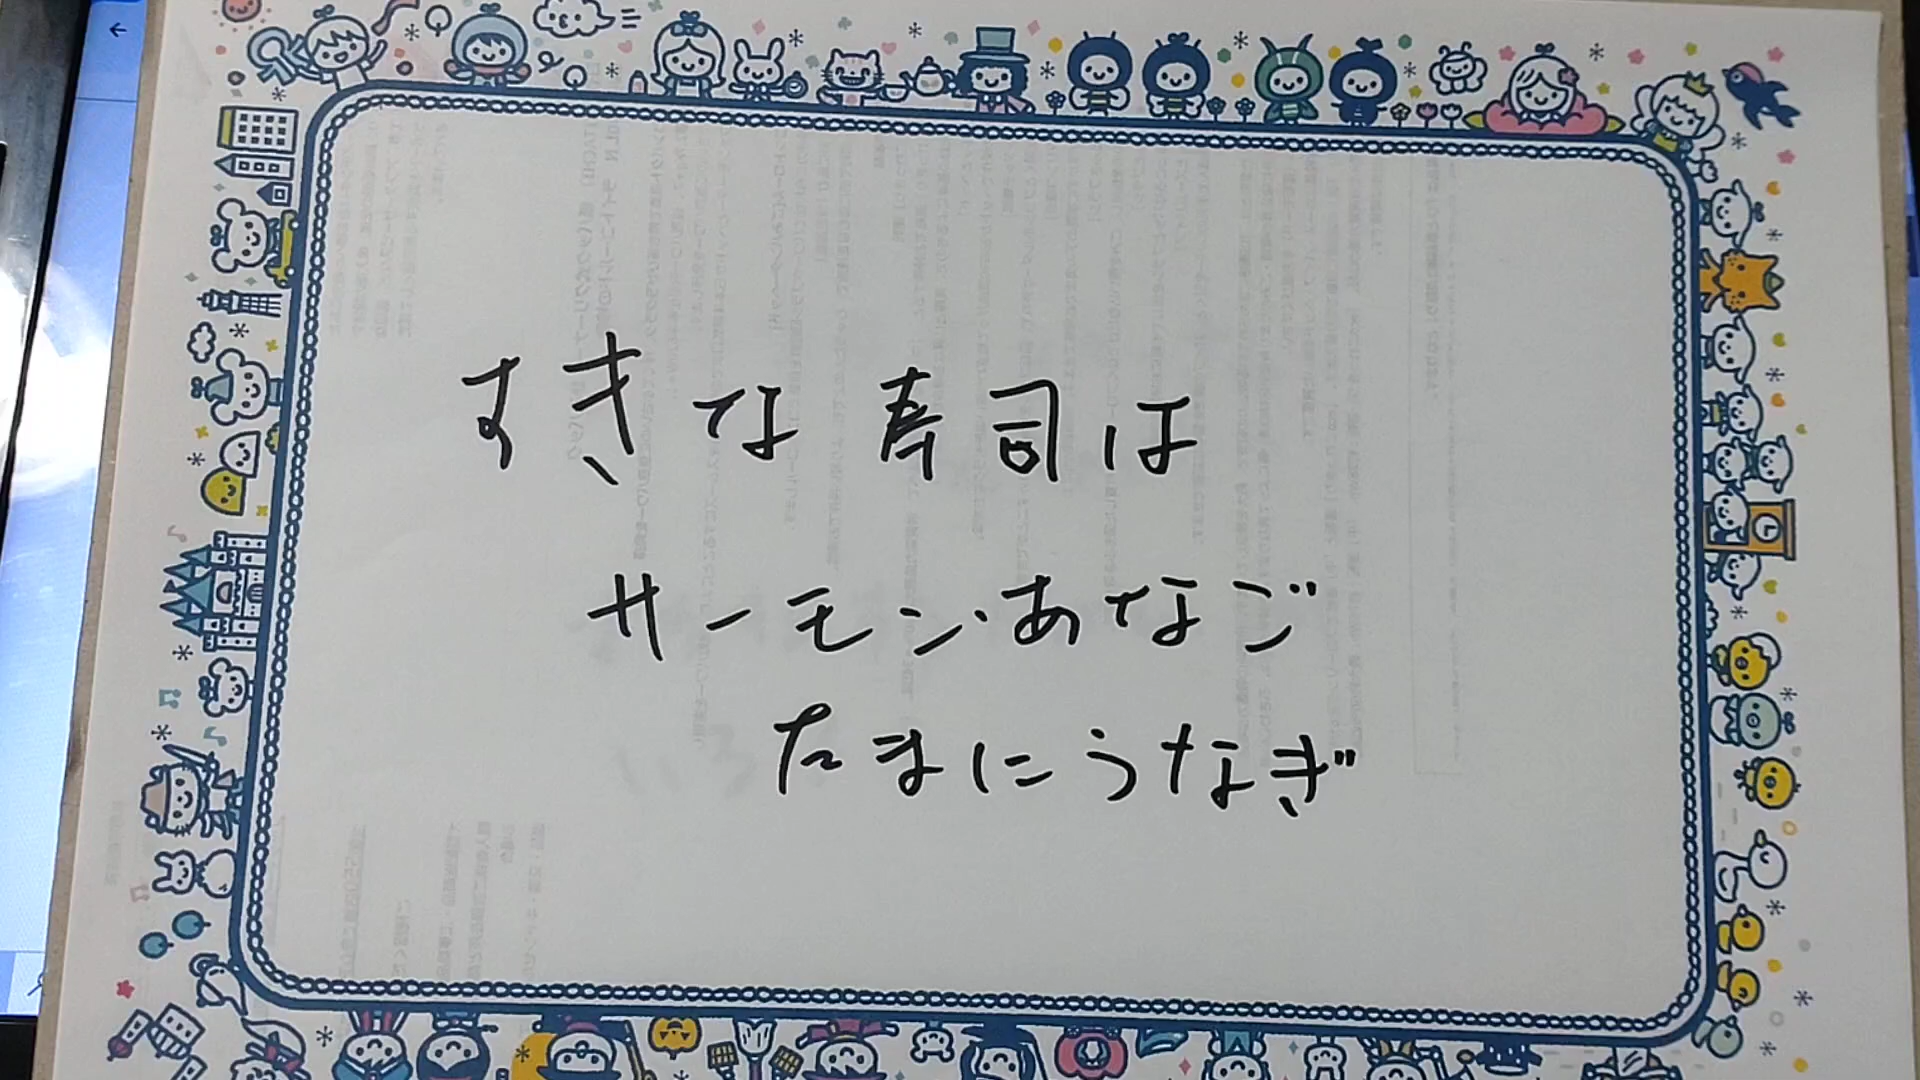 すきな寿司は
サーモン・あなご
たまにうなぎ